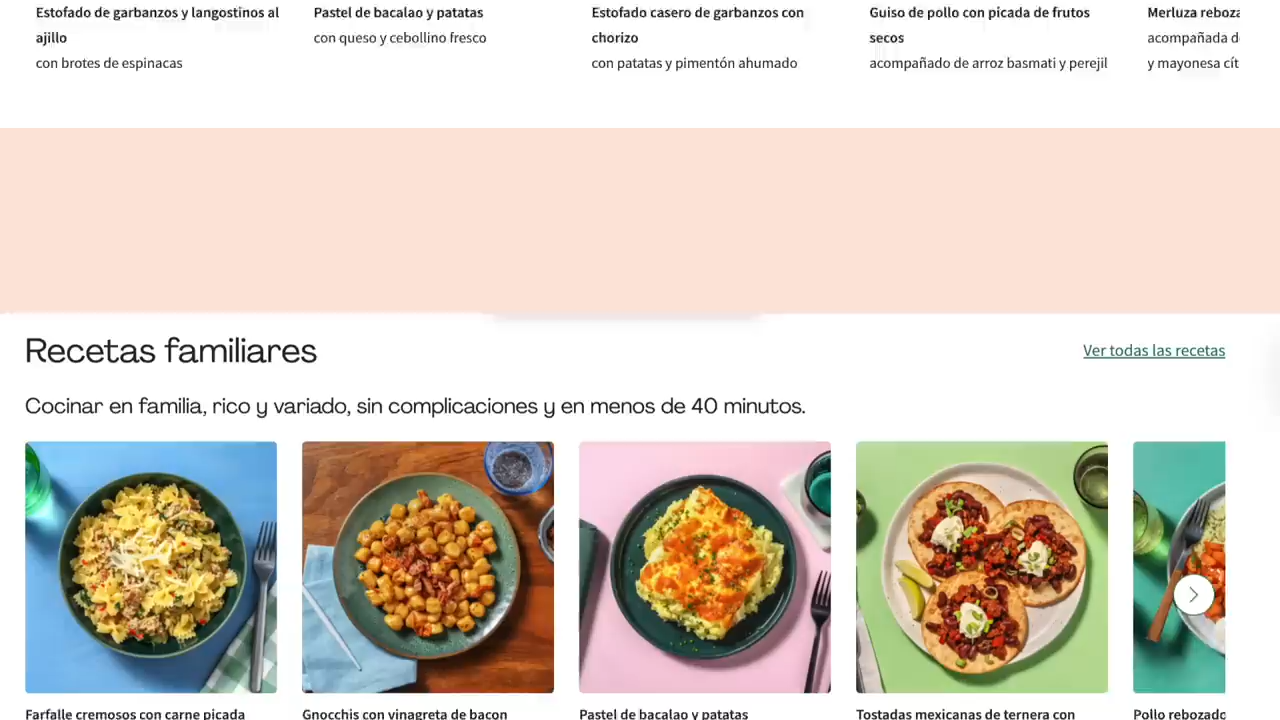 Estofado de garbanzos y langostinos al
ajillo
con brotes de espinacas
Pastel de bacalao y patatas
con queso y cebollino fresco
Estofado casero de garbanzos con
chorizo
con patatas y pimentón ahumado
Guiso de pollo con picada de frutos
secos
acompañado de arroz basmati y perejil
Merluza
acompañada
y mayonesa
Recetas familiares
Ver todas las recetas
Cocinar en familia, rico y variado, sin complicaciones y en menos de 40 minutos.
Farfalle cremosos con carne picada
Gnocchis con vinagreta de bacon
Pastel de bacalao y patatas
Tostadas mexicanas de ternera con
Pollo rebozado